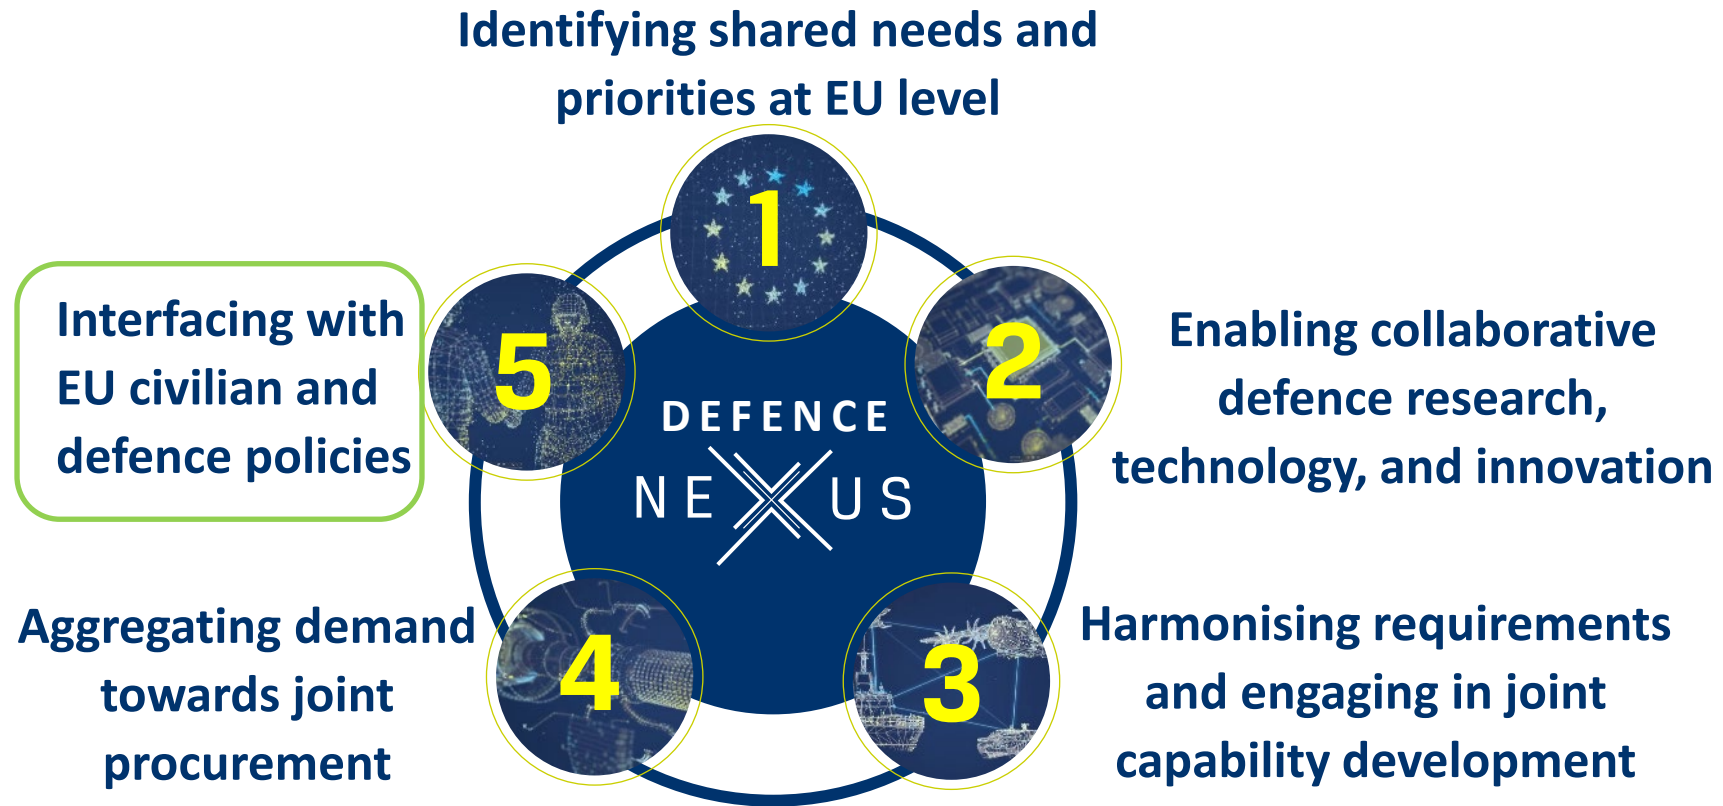 Identifying shared needs and
priorities at EU level
1
2
Enabling collaborative
defence research,
technology, and innovation
3
Harmonising requirements
and engaging in joint
capability development
4
Aggregating demand
towards joint
procurement
5
Interfacing with
EU civilian and
defence policies
DEFENCE
NEXUS